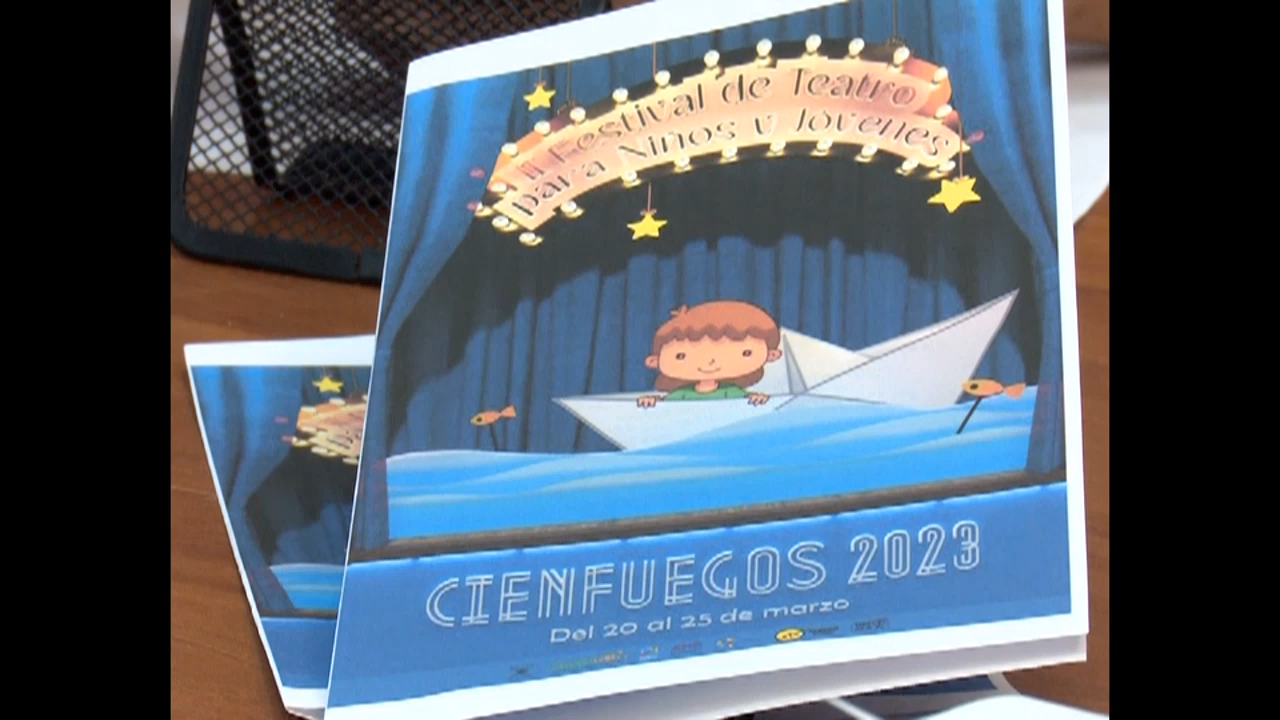 II Festival de Teatro
para Niños y Jóvenes
CIENFUEGOS 2023
Del 20 al 25 de marzo